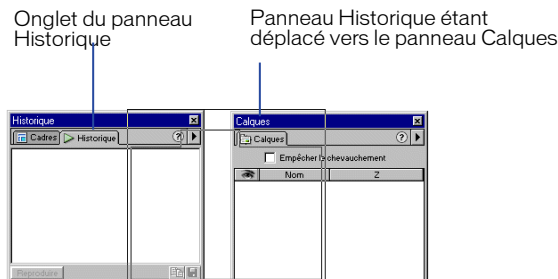 Onglet du panneau
Historique
Panneau Historique étant
déplacé vers le panneau Calques
Historique
Calques
Cadres Historique ?
Calques ?
Empêcher le chevauchement
Nom Z
Reproduire